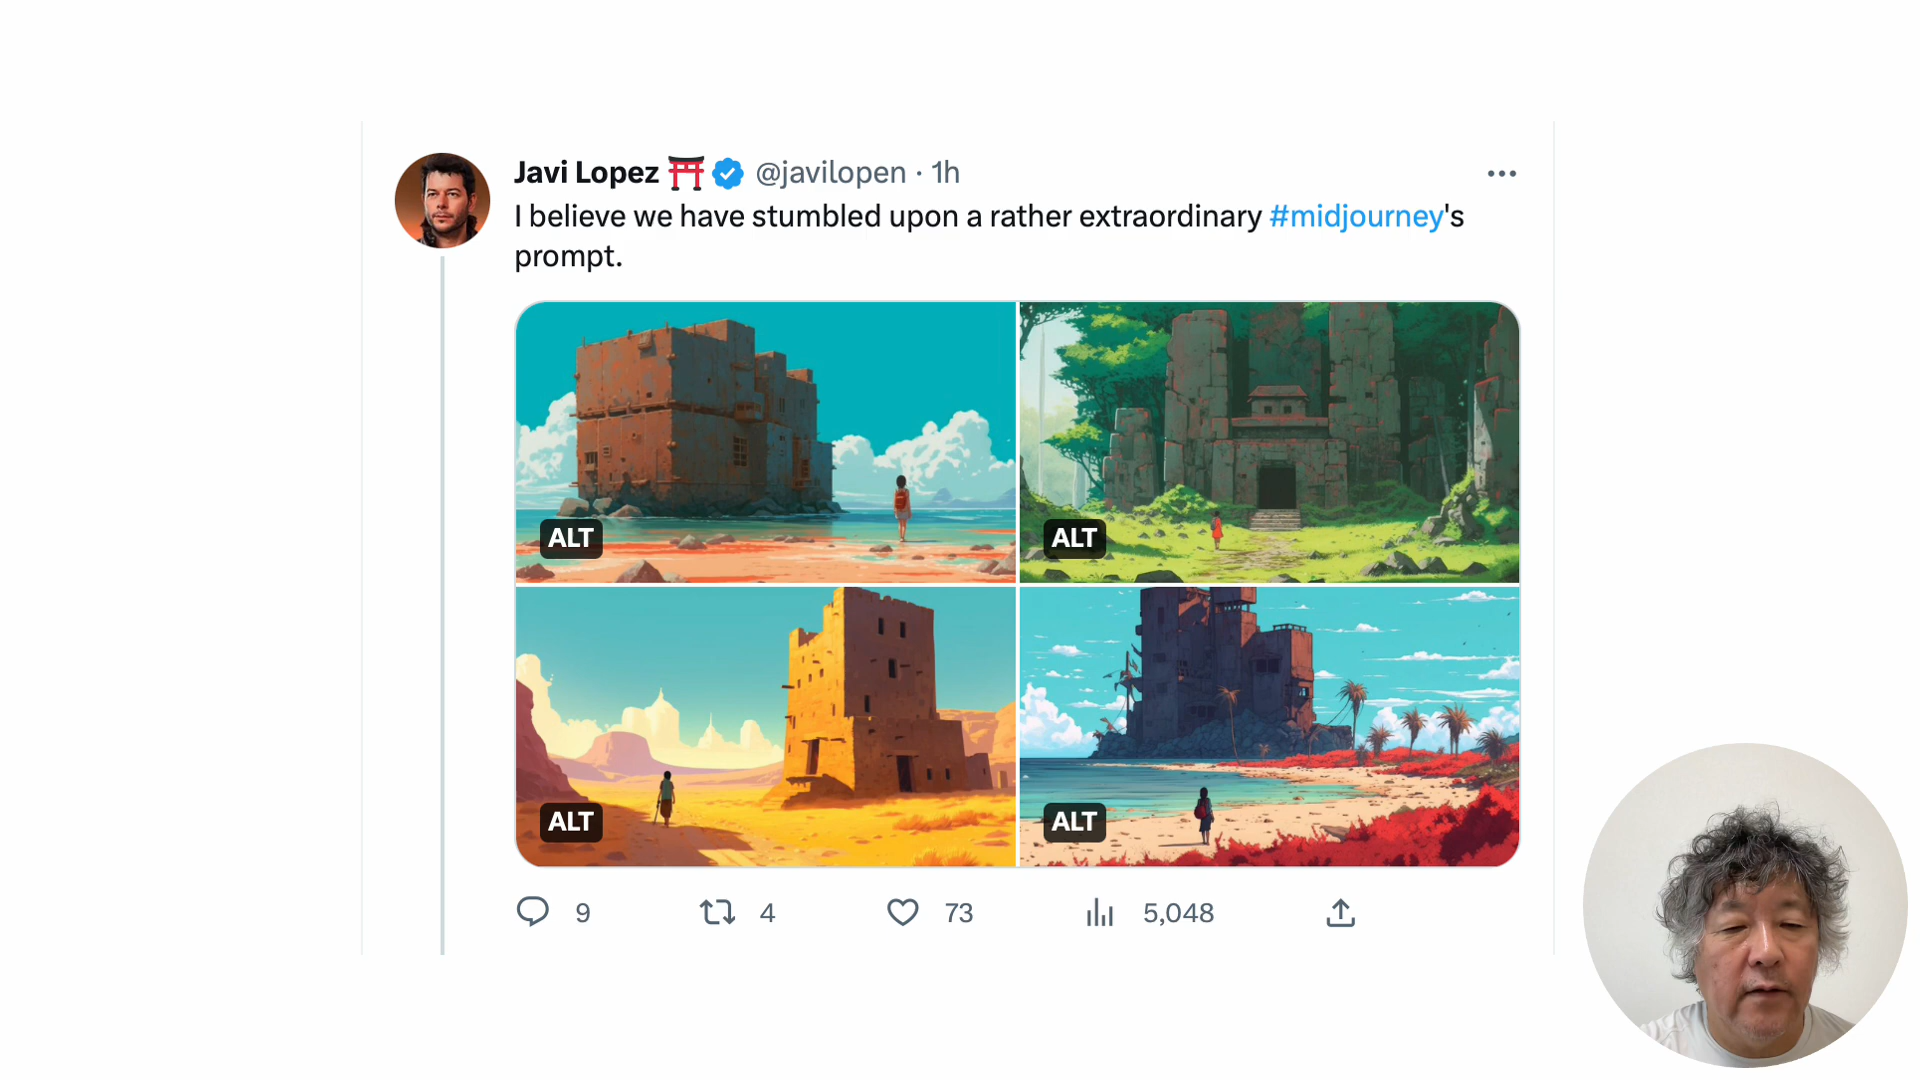 Javi Lopez ⛩️ @javilopen · 1h
I believe we have stumbled upon a rather extraordinary #midjourney's
prompt.
ALT ALT
ALT ALT
9 4 73 5,048